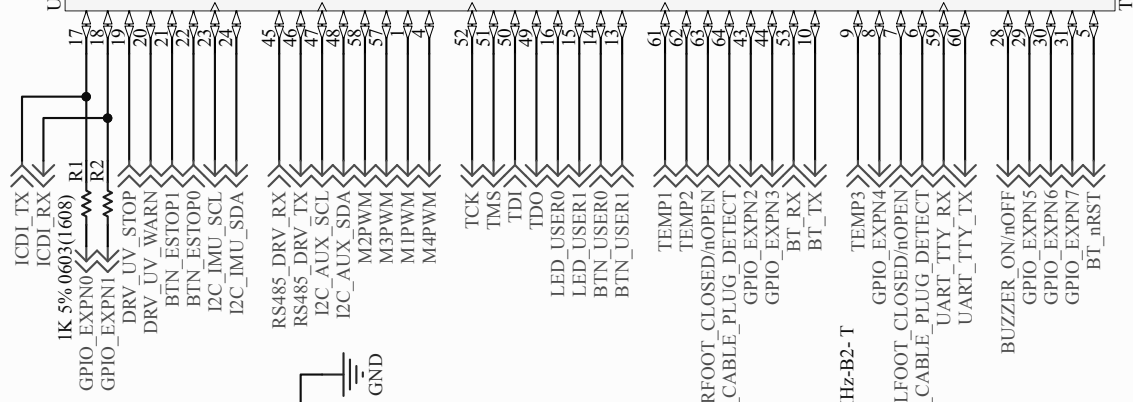 U
T
17
18
19
20
21
22
23
24
45
46
47
48
58
57
1
4
52
51
50
49
16
15
14
13
61
62
63
64
43
44
53
10
9
8
7
6
59
60
28
29
30
31
5
ICDI_TX
ICDI_RX
R1
R2
1K 5% 0603(1608)
GPIO_EXPN0
GPIO_EXPN1
DRV_UV_STOP
DRV_UV_WARN
BTN_ESTOP1
BTN_ESTOP0
I2C_IMU_SCL
I2C_IMU_SDA
RS485_DRV_RX
RS485_DRV_TX
I2C_AUX_SCL
I2C_AUX_SDA
M2PWM
M3PWM
M1PWM
M4PWM
TCK
TMS
TDI
TDO
LED_USER0
LED_USER1
BTN_USER0
BTN_USER1
TEMP1
TEMP2
RFOOT_CLOSED/nOPEN
CABLE_PLUG_DETECT
GPIO_EXPN2
GPIO_EXPN3
BT_RX
BT_TX
TEMP3
GPIO_EXPN4
LFOOT_CLOSED/nOPEN
CABLE_PLUG_DETECT
UART_TTY_RX
UART_TTY_TX
BUZZER_ON/nOFF
GPIO_EXPN5
GPIO_EXPN6
GPIO_EXPN7
BT_nRST
GND
Hz-B2- T